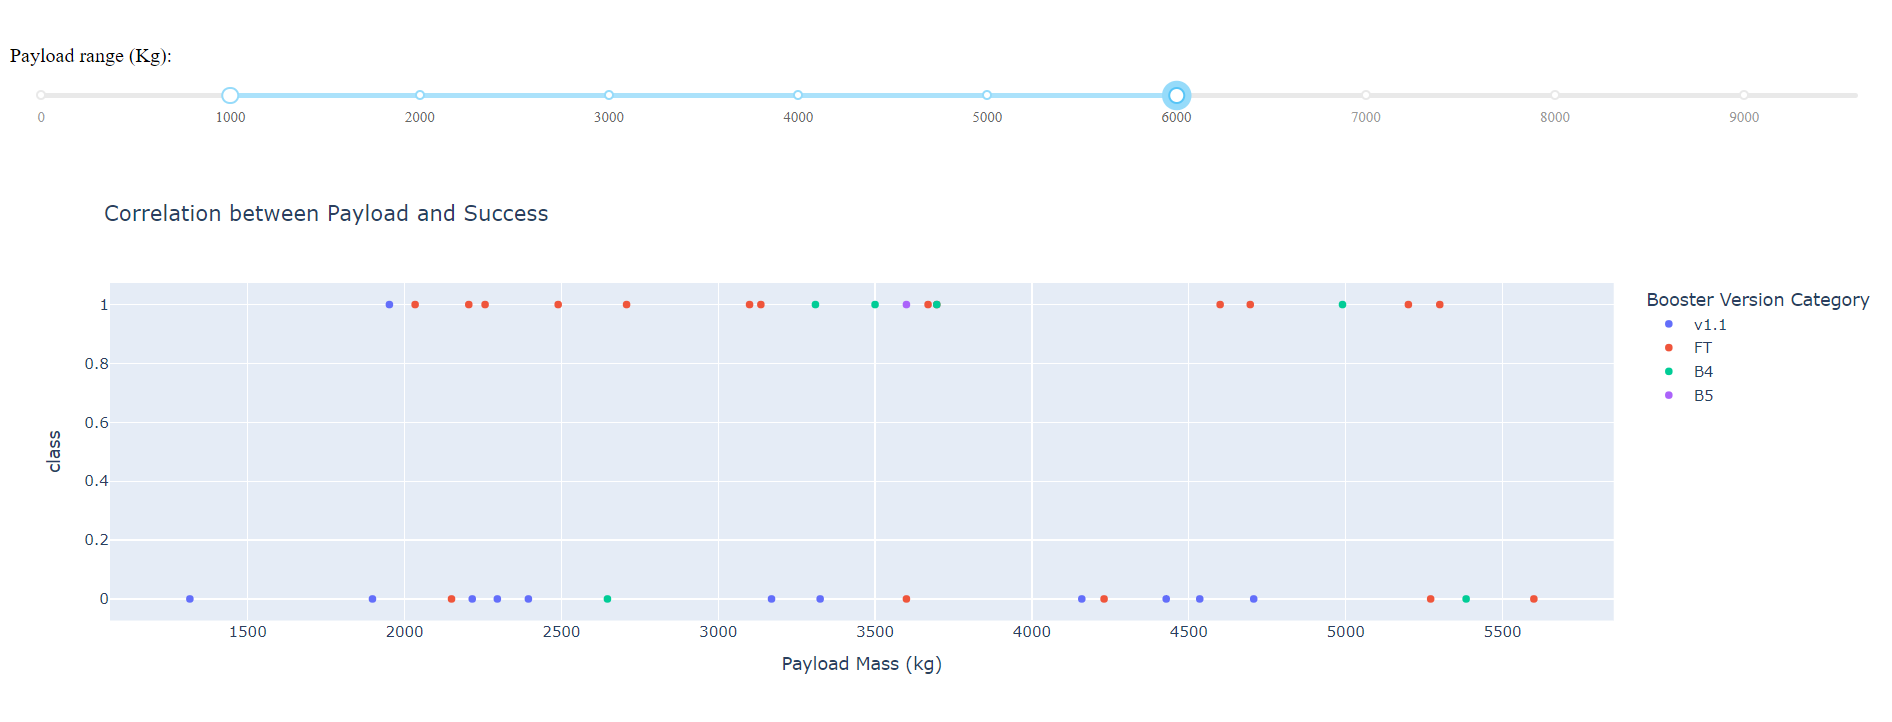 Payload range (Kg):
0 1000 2000 3000 4000 5000 6000 7000 8000 9000
Correlation between Payload and Success
Booster Version Category
v1.1
FT
B4
B5
class
1
0.8
0.6
0.4
0.2
0
1500 2000 2500 3000 3500 4000 4500 5000 5500
Payload Mass (kg)